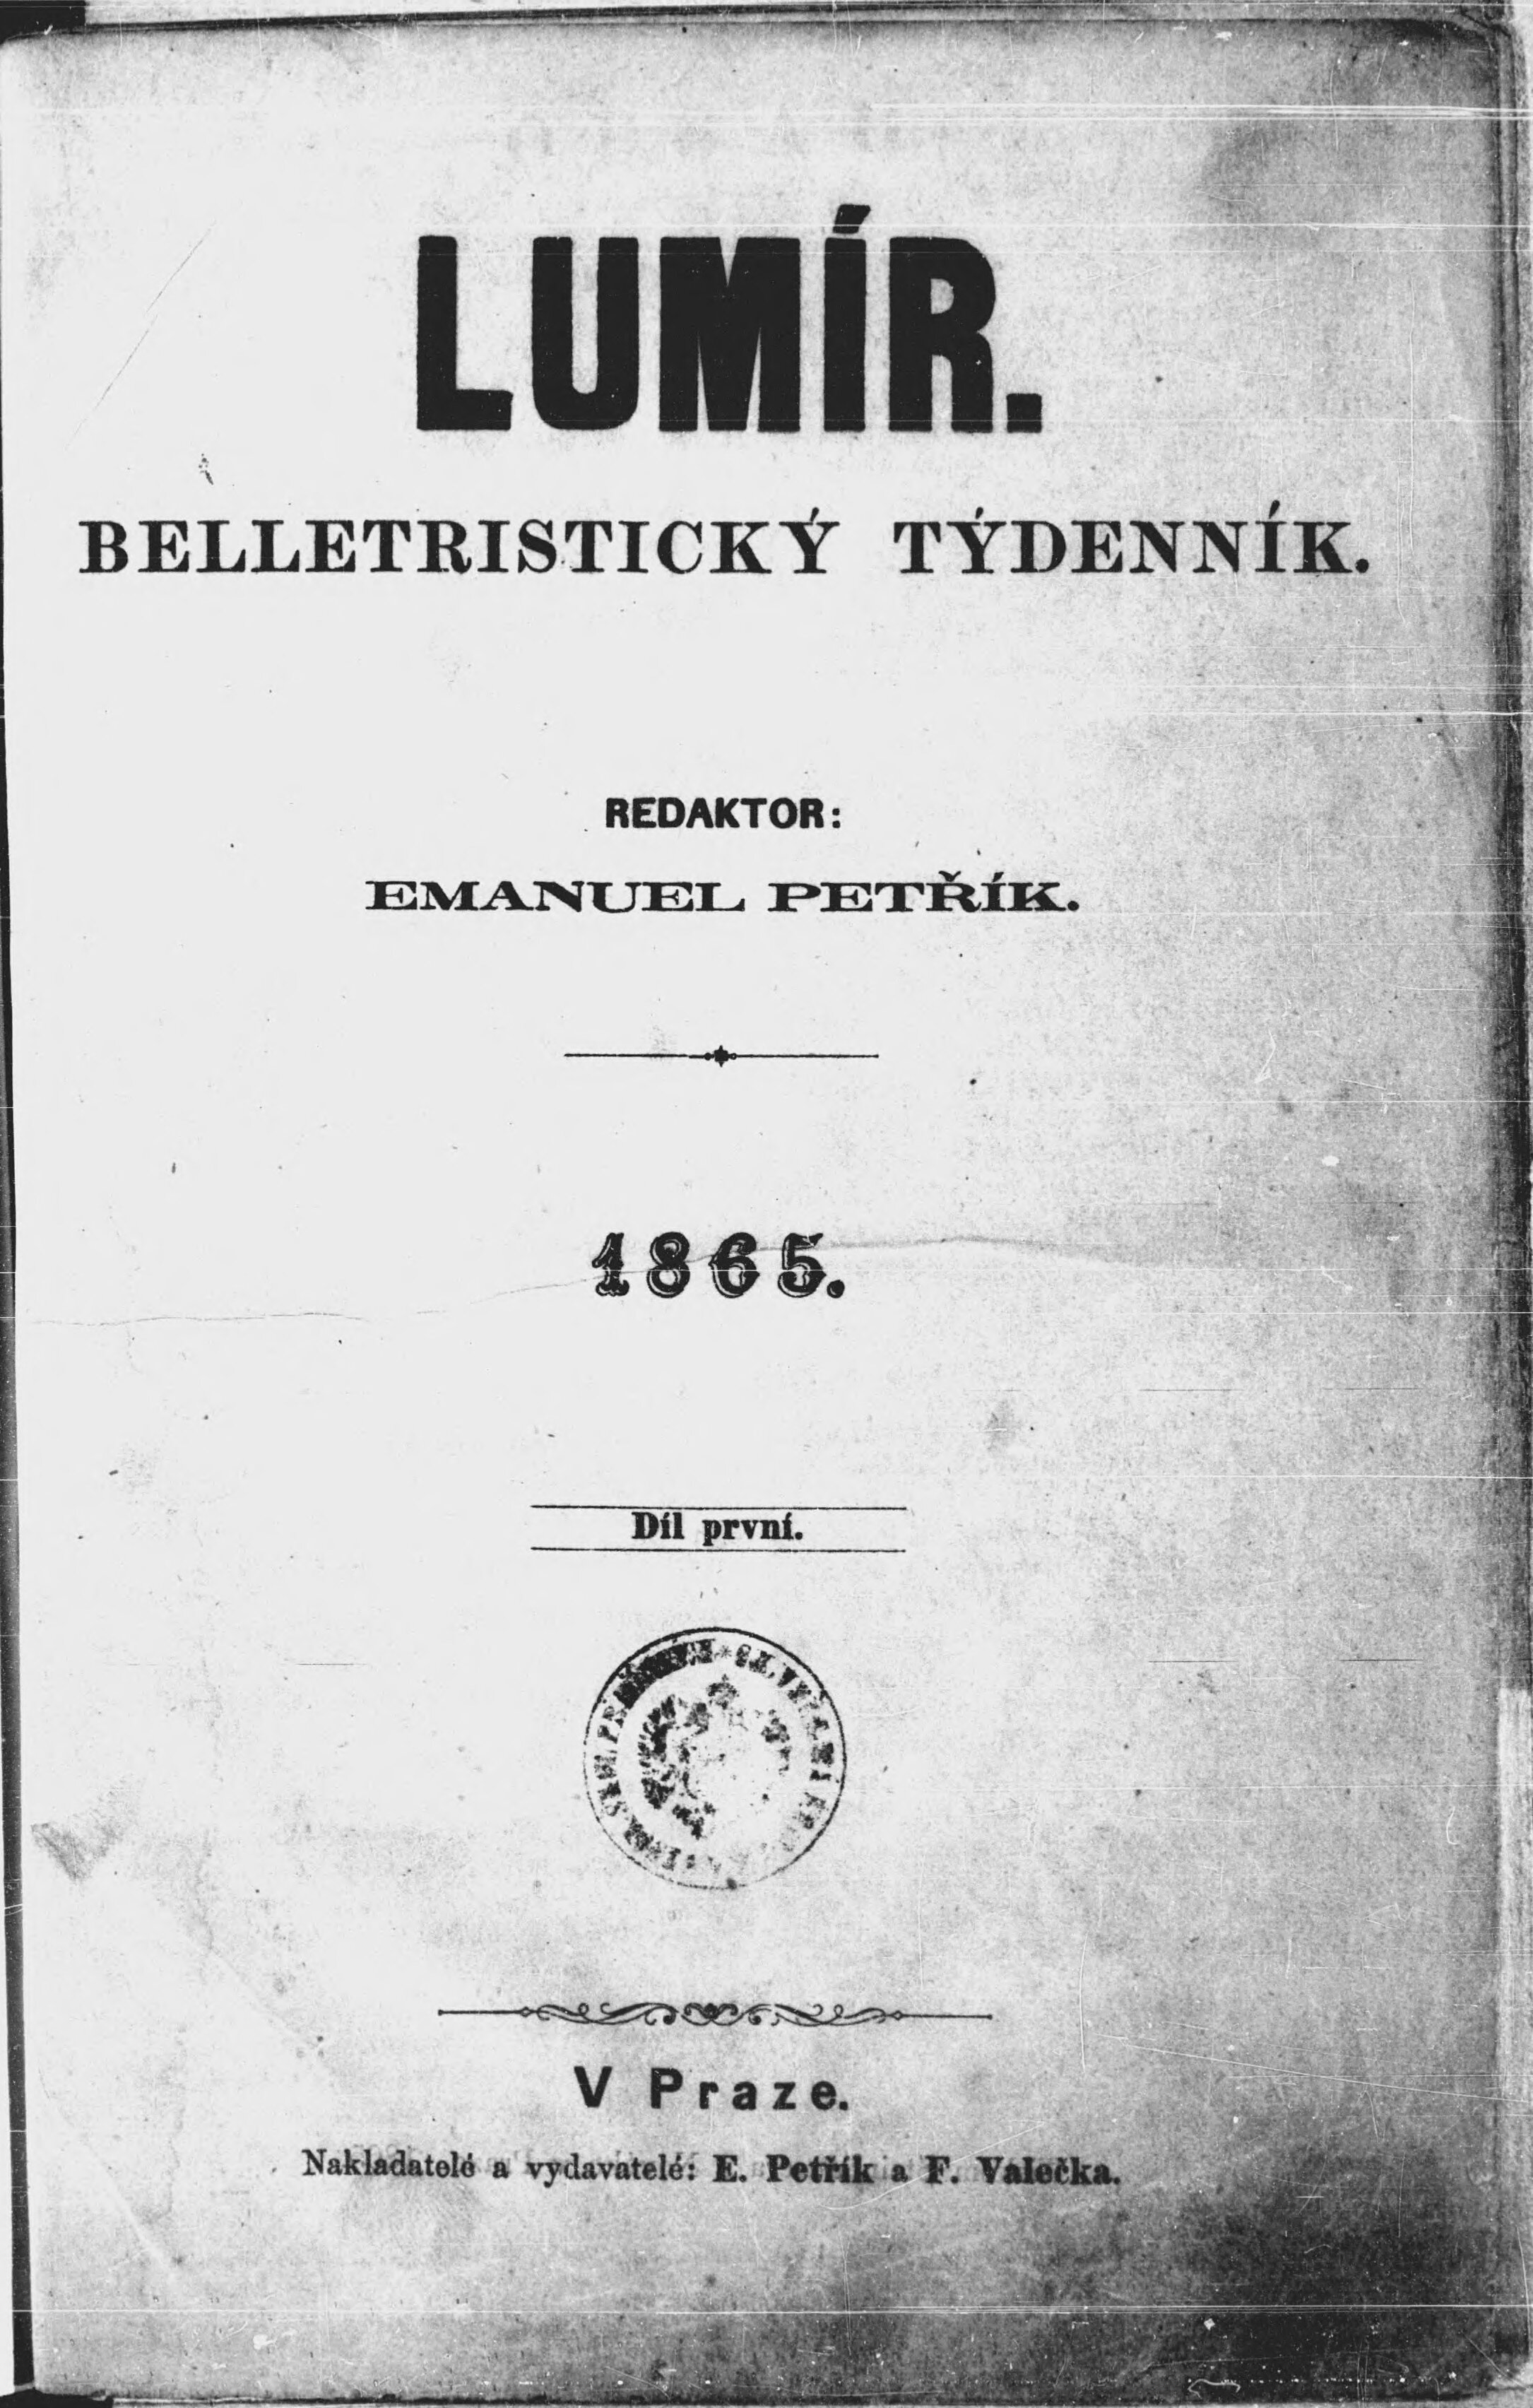 LUMÍR.
BELLETRISTICKÝ TÝDENNÍK.
REDAKTOR:
EMANUEL PETŘÍK.
1865.
Díl první.
V Praze.
Nakladatelé a vydavatelé: E. Petřík a F. Valečka.